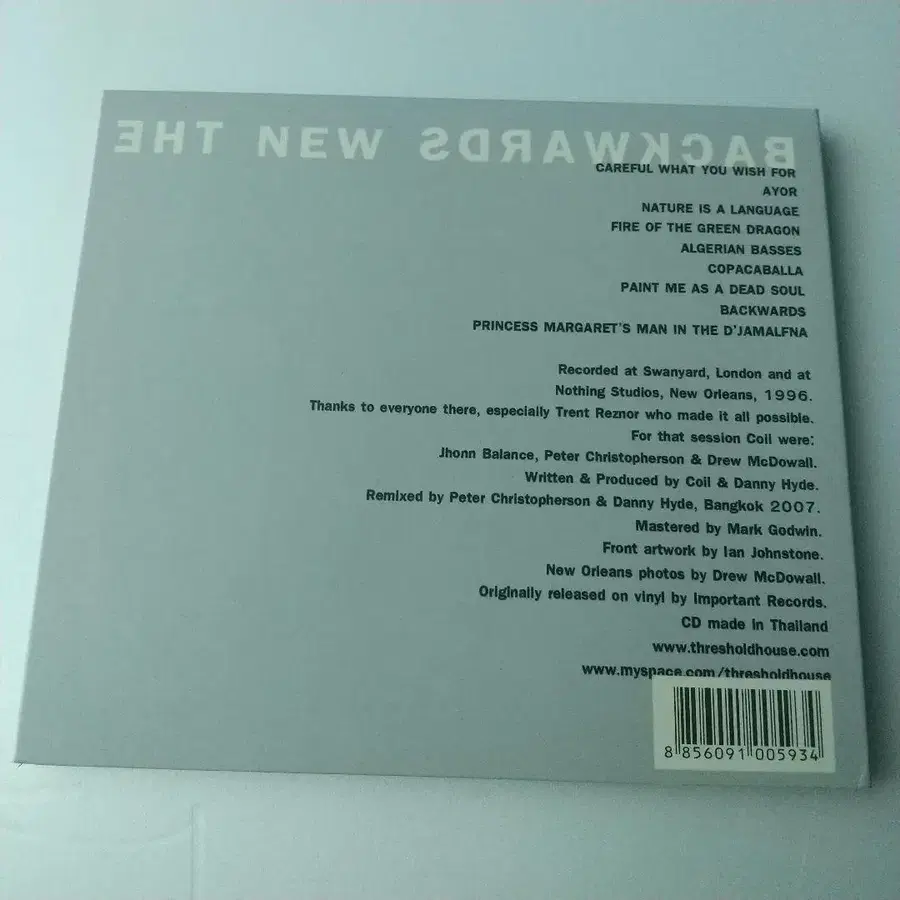 THE NEW BACKWARDS
CAREFUL WHAT YOU WISH FOR
AYOR
NATURE IS A LANGUAGE
FIRE OF THE GREEN DRAGON
ALGERIAN BASSES
COPACABALLA
PAINT ME AS A DEAD SOUL
BACKWARDS
PRINCESS MARGARET'S MAN IN THE D'JAMALFNA
Recorded at Swanyard, London and at
Nothing Studios, New Orleans, 1996.
Thanks to everyone there, especially Trent Reznor who made it all possible.
For that session Coil were:
Jhonn Balance, Peter Christopherson & Drew McDowall.
Written & Produced by Coil & Danny Hyde.
Remixed by Peter Christopherson & Danny Hyde, Bangkok 2007.
Mastered by Mark Godwin.
Front artwork by Ian Johnstone.
New Orleans photos by Drew McDowall.
Originally released on vinyl by Important Records.
CD made in Thailand
www.thresholdhouse.com
www.myspace.com/thresholdhouse
8 856091 005934